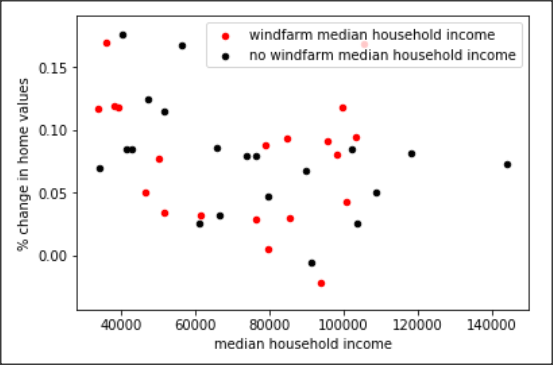 windfarm median household income
no windfarm median household income
% change in home values
0.15
0.10
0.05
0.00
40000 60000 80000 100000 120000 140000
median household income